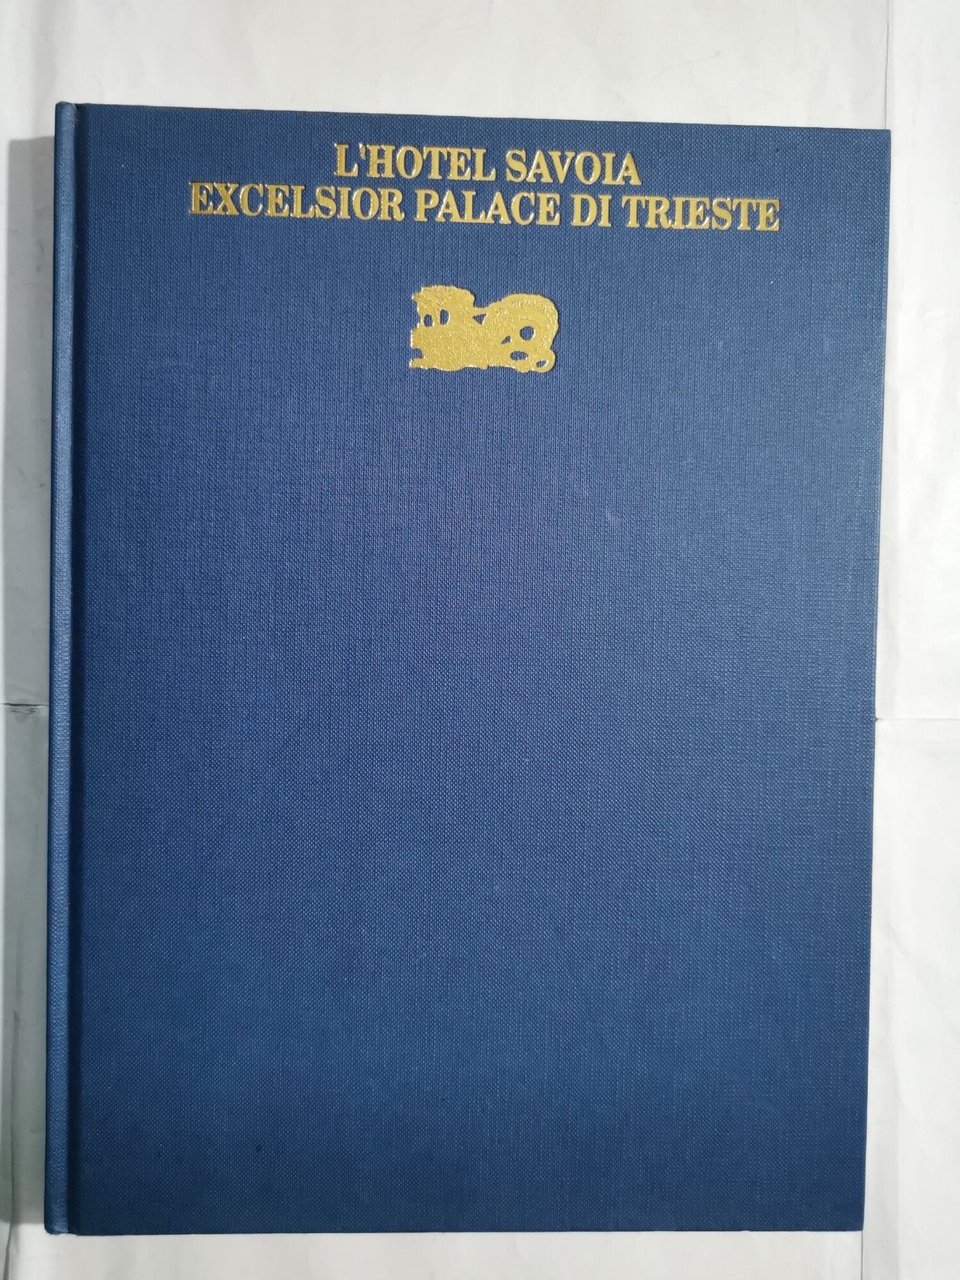 L'HOTEL SAVOIA
EXCELSIOR PALACE DI TRIESTE